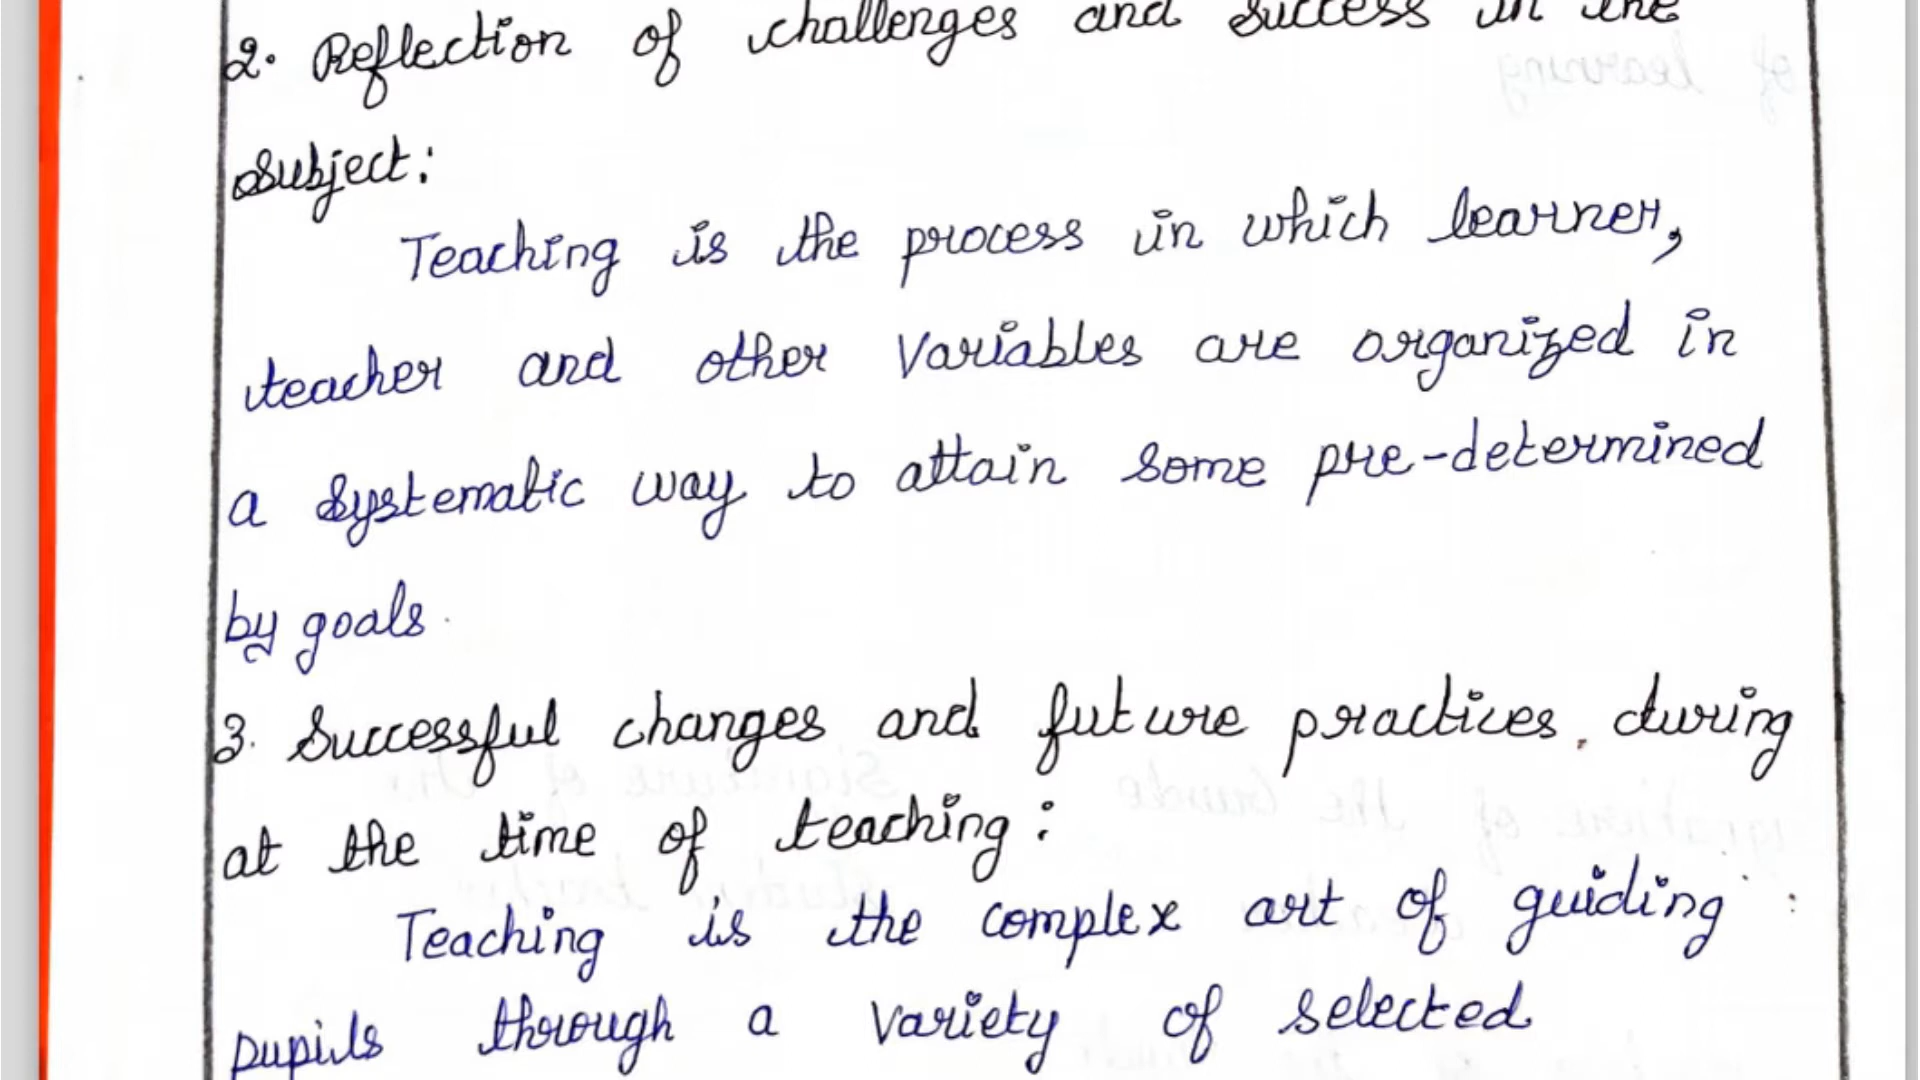 2. Reflection of challenges and success in the
subject:
Teaching is the process in which learner,
teacher and other variables are organized in
a systematic way to attain some pre-determined
by goals.
3. Successful changes and future practices, during
at the time of teaching:
Teaching is the complex art of guiding
pupils through a variety of selected